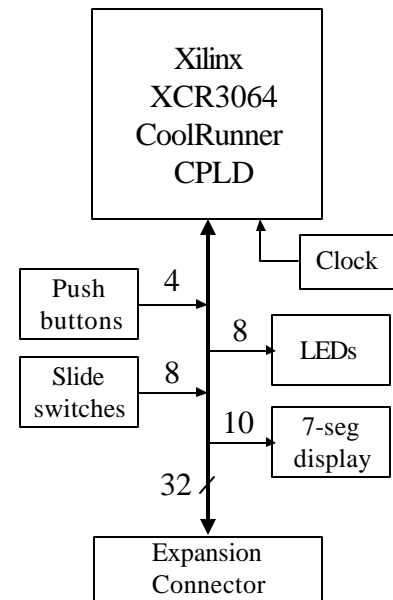 Xilinx
XCR3064
CoolRunner
CPLD
Clock
Push
buttons
4
8
LEDs
Slide
switches
8
10
7-seg
display
32
Expansion
Connector